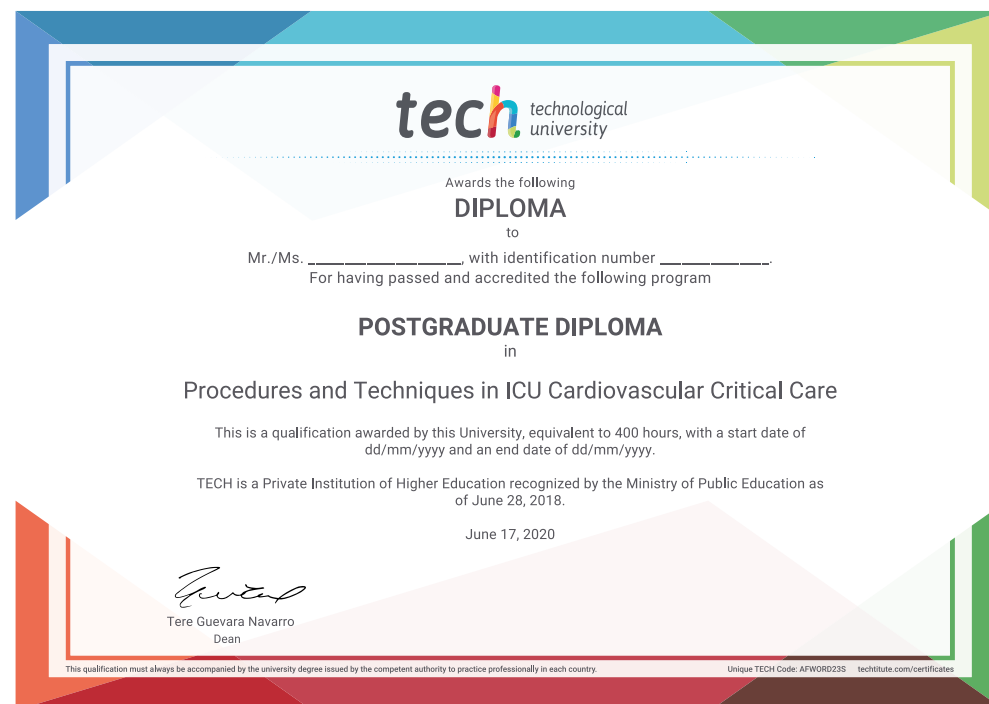 tech technological
university
Awards the following
DIPLOMA
to
Mr./Ms. ____________________, with identification number ______________.
For having passed and accredited the following program
POSTGRADUATE DIPLOMA
in
Procedures and Techniques in ICU Cardiovascular Critical Care
This is a qualification awarded by this University, equivalent to 400 hours, with a start date of
dd/mm/yyyy and an end date of dd/mm/yyyy.
TECH is a Private Institution of Higher Education recognized by the Ministry of Public Education as
of June 28, 2018.
June 17, 2020
Tere Guevara Navarro
Dean
This qualification must always be accompanied by the university degree issued by the competent authority to practice professionally in each country.
Unique TECH Code: AFWORD23S techtitute.com/certificates